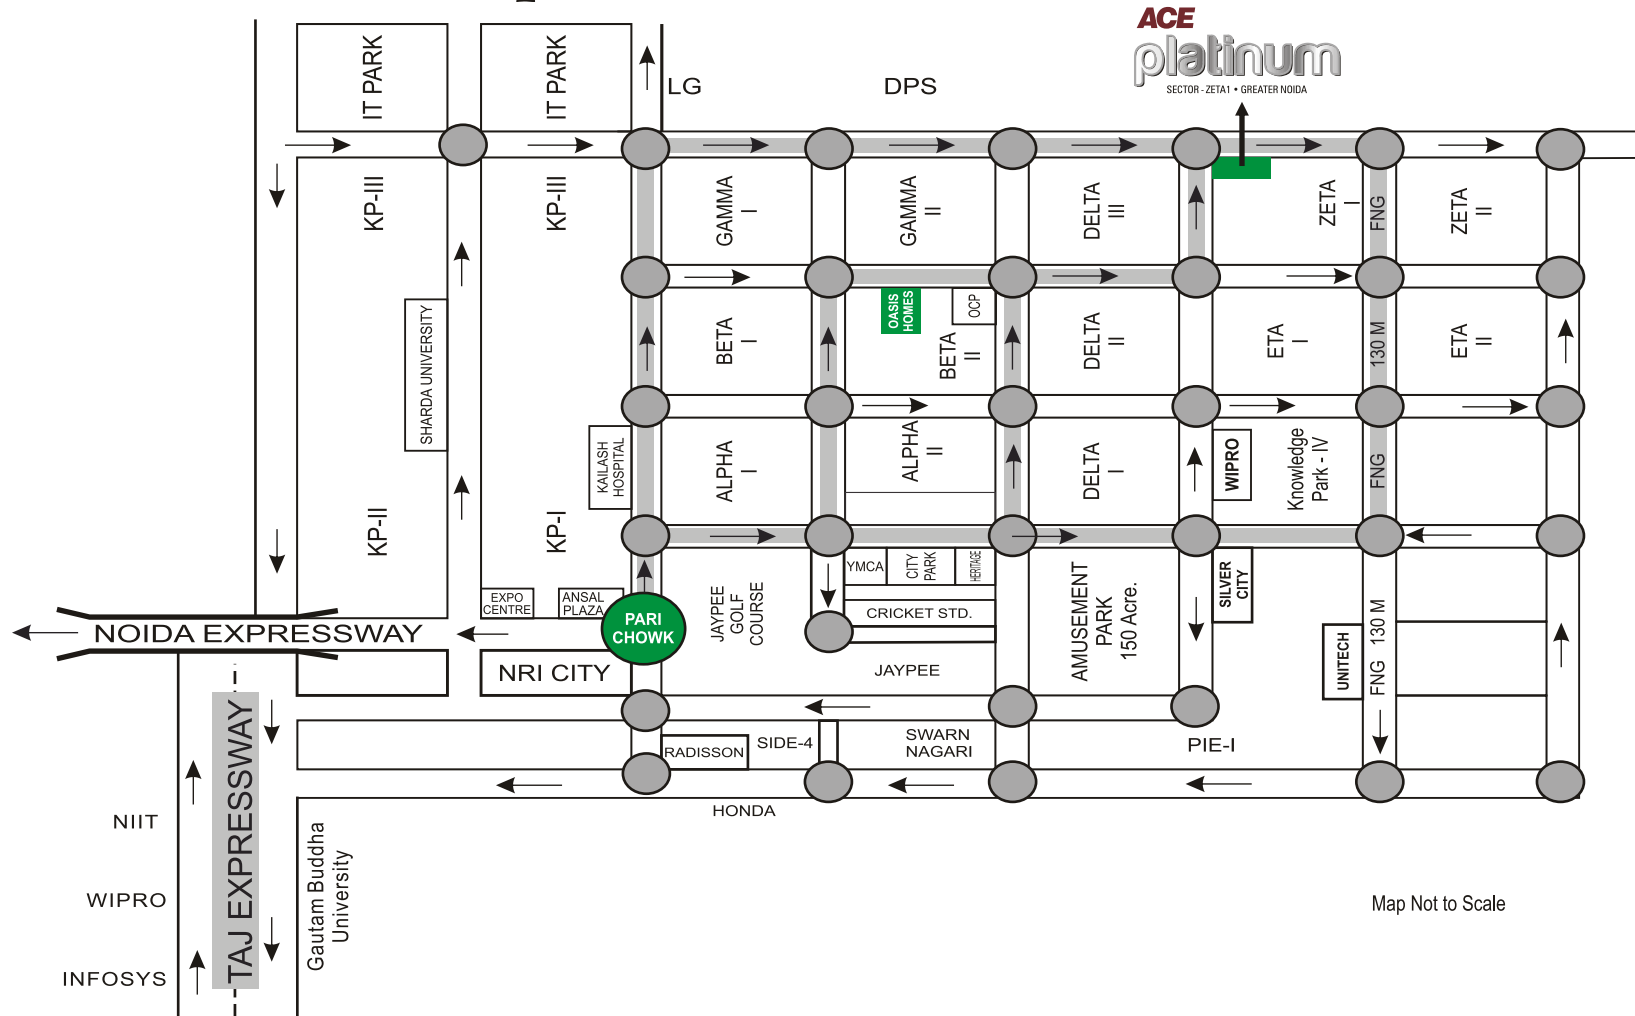 ACE
platinum
SECTOR - ZETA1 • GREATER NOIDA
IT PARK
IT PARK
LG
DPS
KP-III
KP-III
GAMMA
I
GAMMA
II
DELTA
III
ZETA
I
FNG
ZETA
II
SHARDA UNIVERSITY
BETA
I
OASIS
HOMES
OCP
BETA
II
DELTA
II
ETA
I
130 M
ETA
II
KAILASH
HOSPITAL
ALPHA
I
ALPHA
II
DELTA
I
WIPRO
Knowledge
Park - IV
FNG
KP-II
KP-I
EXPO
CENTRE
ANSAL
PLAZA
PARI
CHOWK
JAYPEE
GOLF
COURSE
YMCA
CITY
PARK
HERITAGE
CRICKET STD.
JAYPEE
AMUSEMENT
PARK
150 Acre.
SILVER
CITY
UNITECH
FNG 130 M
NOIDA EXPRESSWAY
NRI CITY
RADISSON
SIDE-4
SWARN
NAGARI
PIE-I
HONDA
TAJ EXPRESSWAY
NIIT
WIPRO
INFOSYS
Gautam Buddha
University
Map Not to Scale